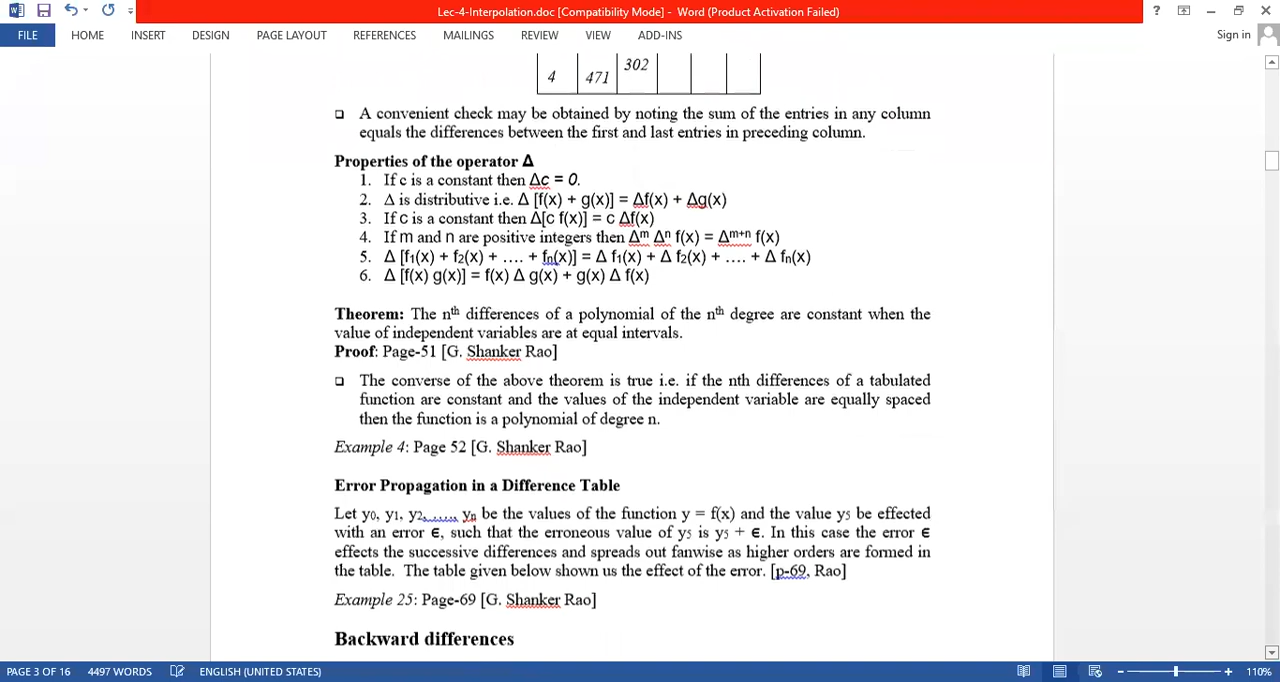 Lec-4-Interpolation.doc [Compatibility Mode] - Word (Product Activation Failed)
FILE HOME INSERT DESIGN PAGE LAYOUT REFERENCES MAILINGS REVIEW VIEW ADD-INS Sign in
302
4 471
❑ A convenient check may be obtained by noting the sum of the entries in any column
equals the differences between the first and last entries in preceding column.
Properties of the operator Δ
1. If c is a constant then Δc = 0.
2. Δ is distributive i.e. Δ [f(x) + g(x)] = Δf(x) + Δg(x)
3. If c is a constant then Δ[c f(x)] = c Δf(x)
4. If m and n are positive integers then Δᵐ Δⁿ f(x) = Δᵐ⁺ⁿ f(x)
5. Δ [f₁(x) + f₂(x) + .... + fₙ(x)] = Δ f₁(x) + Δ f₂(x) + .... + Δ fₙ(x)
6. Δ [f(x) g(x)] = f(x) Δ g(x) + g(x) Δ f(x)
Theorem: The nᵗʰ differences of a polynomial of the nᵗʰ degree are constant when the
value of independent variables are at equal intervals.
Proof: Page-51 [G. Shanker Rao]
❑ The converse of the above theorem is true i.e. if the nth differences of a tabulated
function are constant and the values of the independent variable are equally spaced
then the function is a polynomial of degree n.
Example 4: Page 52 [G. Shanker Rao]
Error Propagation in a Difference Table
Let y₀, y₁, y₂,....., yₙ be the values of the function y = f(x) and the value y₅ be effected
with an error ∈, such that the erroneous value of y₅ is y₅ + ∈. In this case the error ∈
effects the successive differences and spreads out fanwise as higher orders are formed in
the table. The table given below shown us the effect of the error. [p-69, Rao]
Example 25: Page-69 [G. Shanker Rao]
Backward differences
PAGE 3 OF 16 4497 WORDS ENGLISH (UNITED STATES) 110%